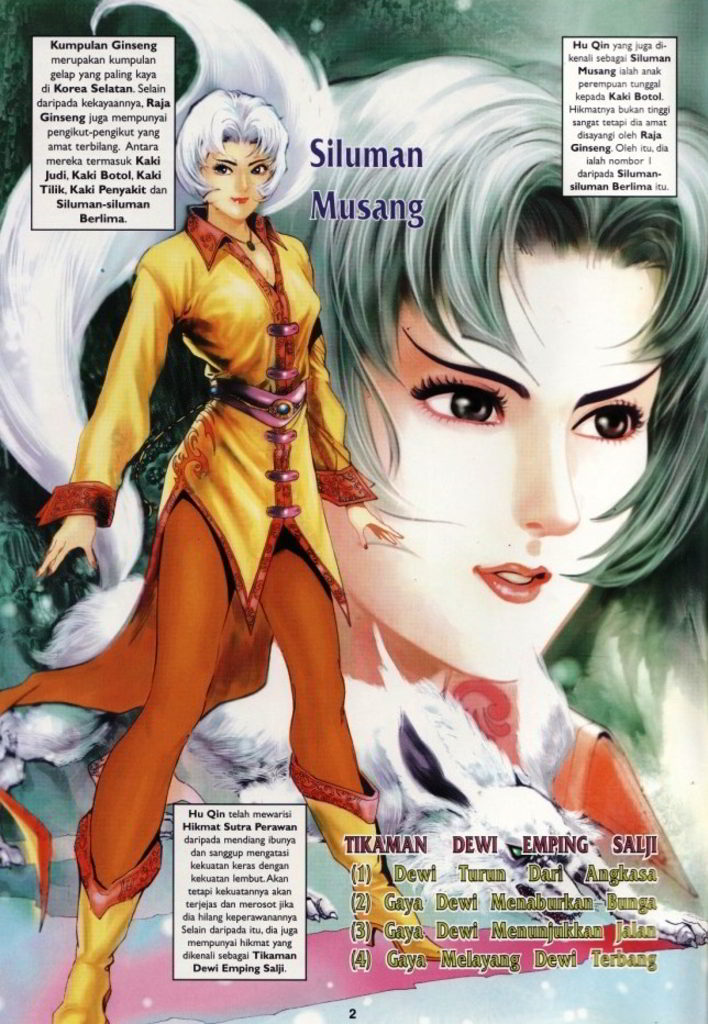 Kumpulan Ginseng
merupakan kumpulan
gelap yang paling kaya
di Korea Selatan. Selain
daripada kekayaannya, Raja
Ginseng juga mempunyai
pengikut-pengikut yang
amat terbilang. Antara
mereka termasuk Kaki
Judi, Kaki Botol, Kaki
Tilik, Kaki Penyakit dan
Siluman-siluman
Berlima.
Siluman
Musang
Hu Qin yang juga di-
kenali sebagai Siluman
Musang ialah anak
perempuan tunggal
kepada Kaki Botol.
Hikmatnya bukan tinggi
sangat tetapi dia amat
disayangi oleh Raja
Ginseng. Oleh itu, dia
ialah nombor 1
daripada Siluman-
siluman Berlima itu.
Hu Qin telah mewarisi
Hikmat Sutra Perawan
daripada mendiang ibunya
dan sanggup mengatasi
kekuatan keras dengan
kekuatan lembut. Akan
tetapi kekuatannya akan
terjejas dan merosot jika
dia hilang keperawanannya
Selain daripada itu, dia juga
mempunyai hikmat yang
dikenali sebagai Tikaman
Dewi Emping Salji.
TIKAMAN DEWI EMPING SALJI
(1) Dewi Turun Dari Angkasa
(2) Gaya Dewi Menaburkan Bunga
(3) Gaya Dewi Menunjukkan Jalan
(4) Gaya Melayang Dewi Terbang
2